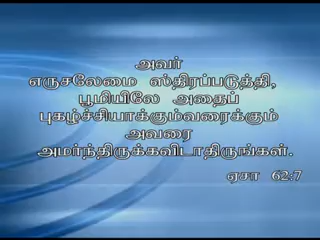 அவர்
எருசலேமை ஸ்திரப்படுத்தி,
பூமியிலே அதைப்
புகழ்ச்சியாக்கும்வரைக்கும்
அவரை
அமர்ந்திருக்கவிடாதிருங்கள்.
ஏசா 62:7